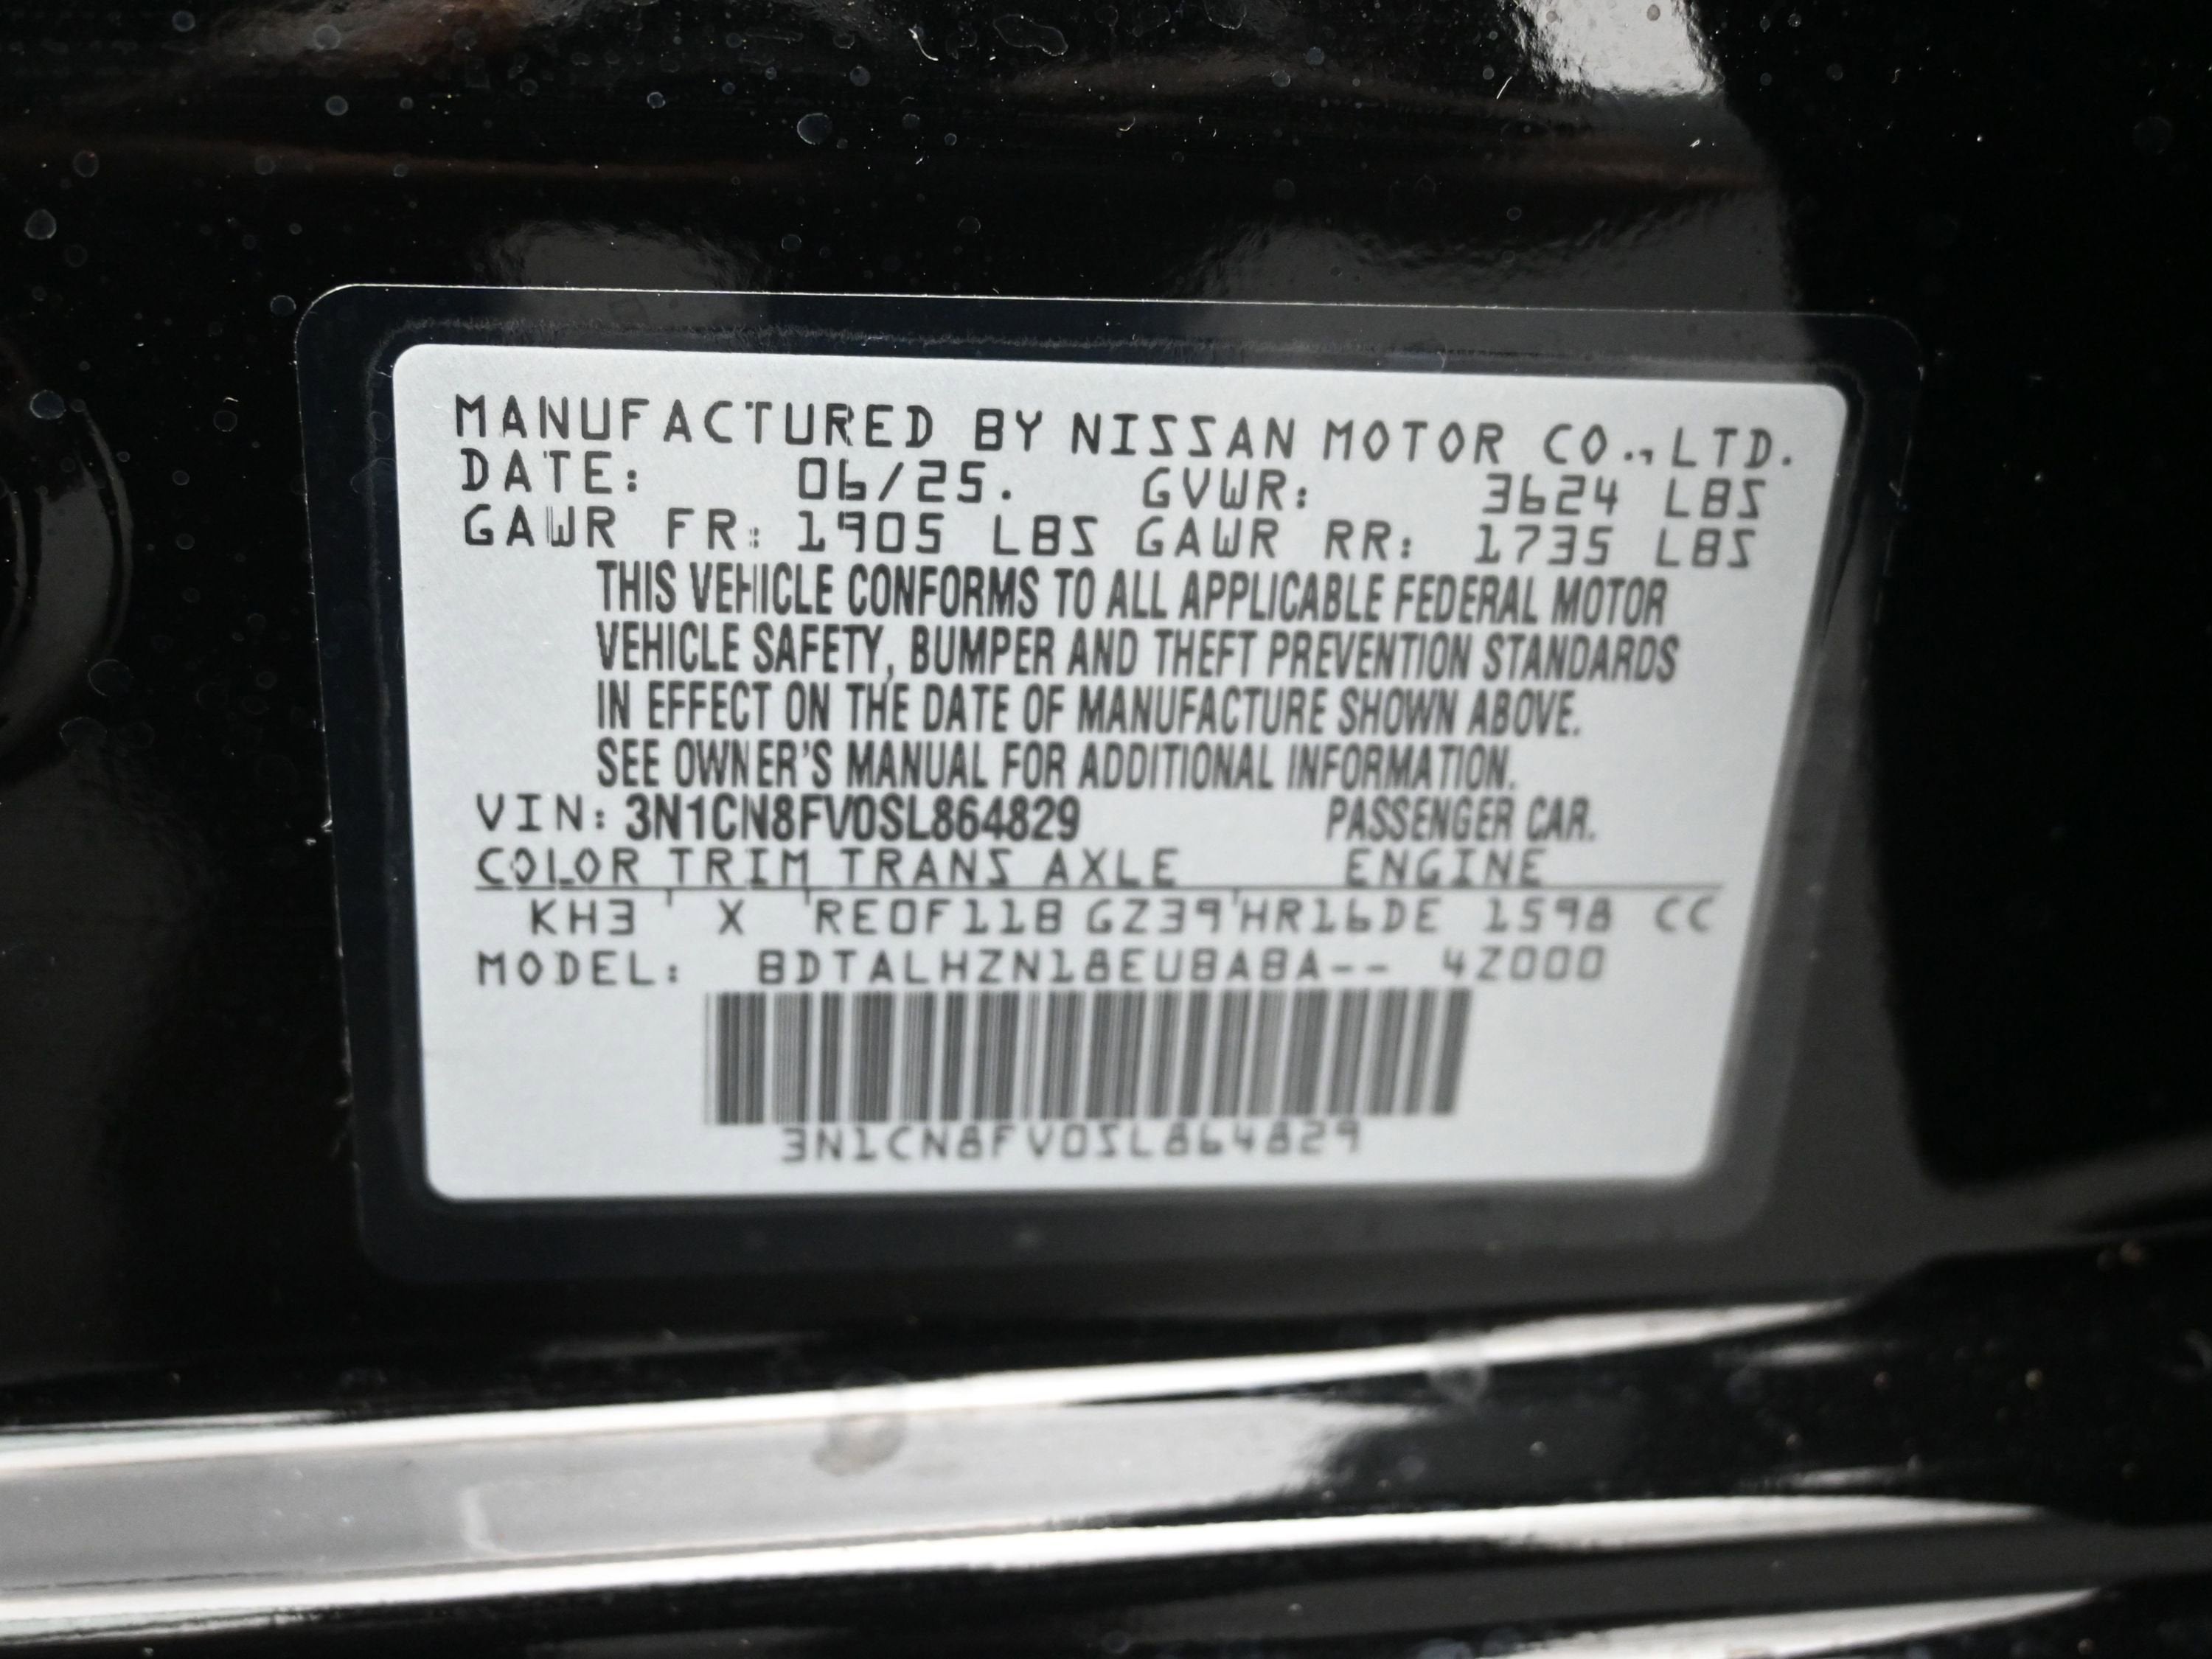 MANUFACTURED BY NISSAN MOTOR CO.,LTD.
DATE: 06/25. GVWR: 3624 LBS
GAWR FR: 1905 LBS GAWR RR: 1735 LBS
THIS VEHICLE CONFORMS TO ALL APPLICABLE FEDERAL MOTOR
VEHICLE SAFETY, BUMPER AND THEFT PREVENTION STANDARDS
IN EFFECT ON THE DATE OF MANUFACTURE SHOWN ABOVE.
SEE OWNER'S MANUAL FOR ADDITIONAL INFORMATION.
VIN: 3N1CN8FV0SL864829 PASSENGER CAR.
COLOR TRIM TRANS AXLE ENGINE
KH3 X RE0F11B GZ39 HR16DE 1598 CC
MODEL: BDTALHZN18EUBABA-- 4Z000
3N1CN8FV0SL864829